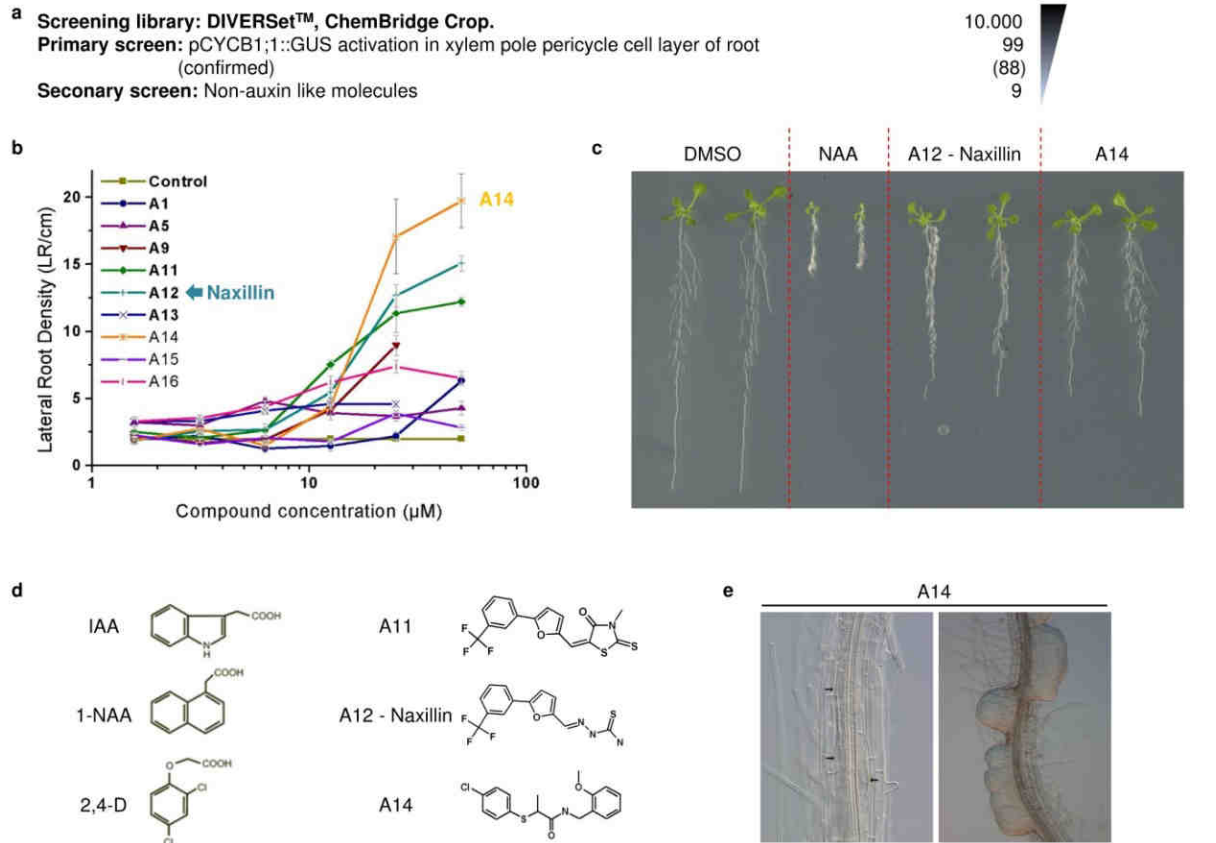 a
Screening library: DIVERSet™, ChemBridge Crop. 10.000
Primary screen: pCYCB1;1::GUS activation in xylem pole pericycle cell layer of root 99
(confirmed) (88)
Seconary screen: Non-auxin like molecules 9
b
Lateral Root Density (LR/cm)
20
15
10
5
0
1 10 100
Compound concentration (µM)
Control
A1
A5
A9
A11
A12 Naxillin
A13
A14
A15
A16
A14
c
DMSO NAA A12 - Naxillin A14
d
IAA
COOH
N
H
1-NAA
COOH
2,4-D
O COOH
Cl
Cl
A11
O
N
F
F F
O
S S
A12 - Naxillin
F
F F
O
N
N
S
N
A14
Cl
S
O
N
O
e
A14